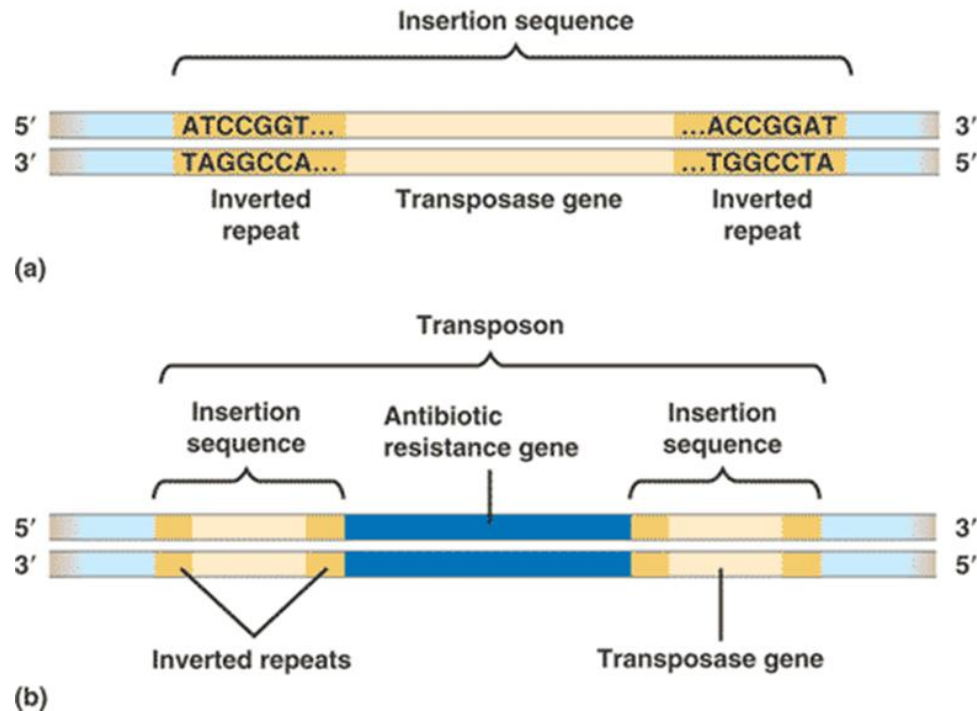 Insertion sequence
5′ ATCCGGT... ...ACCGGAT 3′
3′ TAGGCCA... ...TGGCCTA 5′
Inverted repeat
Transposase gene
Inverted repeat
(a)
Transposon
Insertion sequence
Antibiotic resistance gene
Insertion sequence
5′ 3′
3′ 5′
Inverted repeats
Transposase gene
(b)